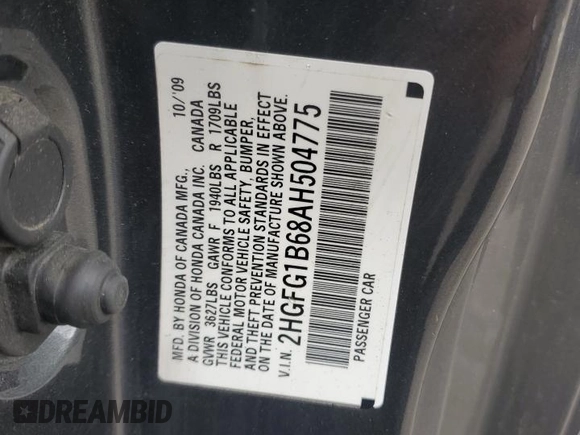 MFD. BY HONDA OF CANADA MFG., 10/'09
A DIVISION OF HONDA CANADA INC. CANADA
GVWR 3627LBS GAWR F 1940LBS R 1709LBS
THIS VEHICLE CONFORMS TO ALL APPLICABLE
FEDERAL MOTOR VEHICLE SAFETY, BUMPER,
AND THEFT PREVENTION STANDARDS IN EFFECT
ON THE DATE OF MANUFACTURE SHOWN ABOVE.
V.I.N. 2HGFG1B68AH504775
PASSENGER CAR
DREAMBID